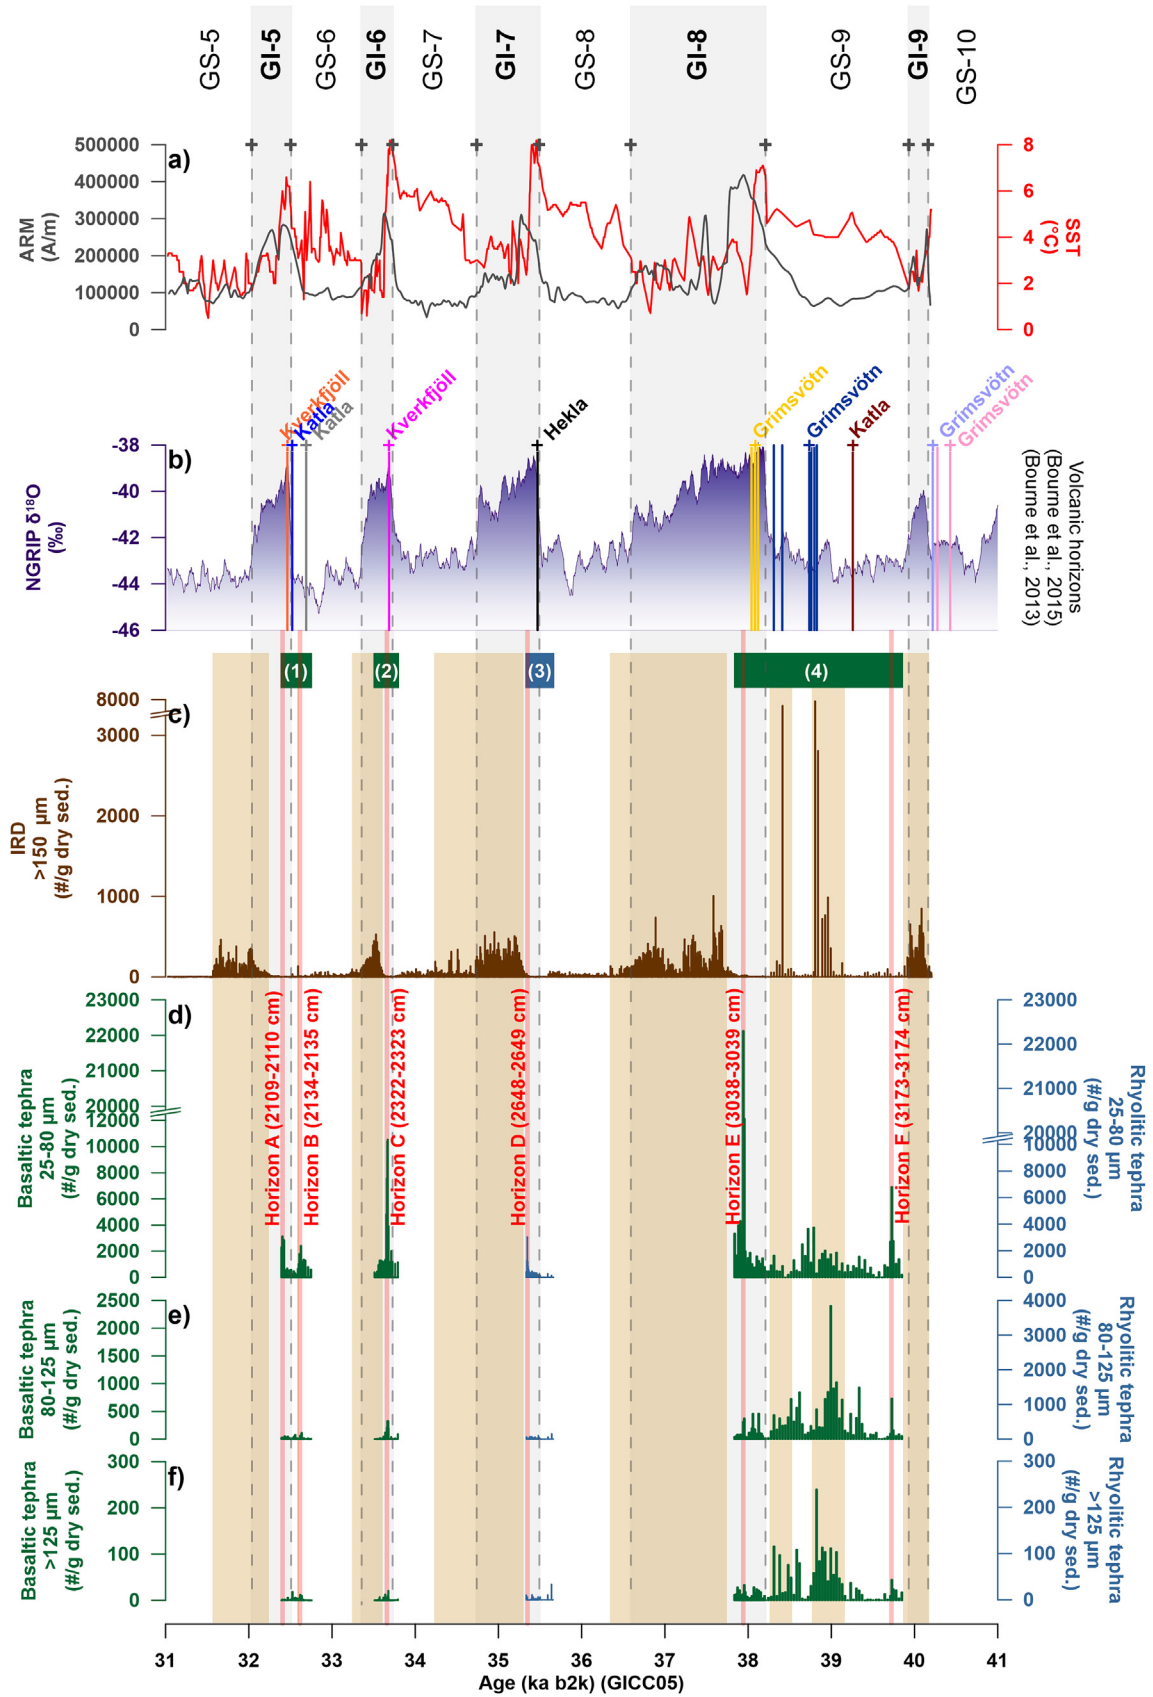 GS-5
GI-5
GS-6
GI-6
GS-7
GI-7
GS-8
GI-8
GS-9
GI-9
GS-10
a)
ARM
(A/m)
500000
400000
300000
200000
100000
0
8
6
4
2
0
SST
(°C)
Kverkfjöll
Katla
Katla
Kverkfjöll
Hekla
Grimsvötn
Grimsvötn
Katla
Grimsvötn
Grimsvötn
b)
NGRIP δ¹⁸O
(‰)
-38
-40
-42
-44
-46
Volcanic horizons
(Bourne et al., 2015)
(Bourne et al., 2013)
(1)
(2)
(3)
(4)
c)
IRD
>150 µm
(#/g dry sed.)
8000
3000
2000
1000
0
d)
Basaltic tephra
25-80 µm
(#/g dry sed.)
23000
22000
21000
20000
12000
10000
8000
6000
4000
2000
0
Horizon A (2109-2110 cm)
Horizon B (2134-2135 cm)
Horizon C (2322-2323 cm)
Horizon D (2648-2649 cm)
Horizon E (3038-3039 cm)
Horizon F (3173-3174 cm)
23000
22000
21000
20000
10000
8000
6000
4000
2000
0
Rhyolitic tephra
25-80 µm
(#/g dry sed.)
e)
Basaltic tephra
80-125 µm
(#/g dry sed.)
2500
2000
1500
1000
500
0
4000
3000
2000
1000
0
Rhyolitic tephra
80-125 µm
(#/g dry sed.)
f)
Basaltic tephra
>125 µm
(#/g dry sed.)
300
200
100
0
300
200
100
0
Rhyolitic tephra
>125 µm
(#/g dry sed.)
31 32 33 34 35 36 37 38 39 40 41
Age (ka b2k) (GICC05)